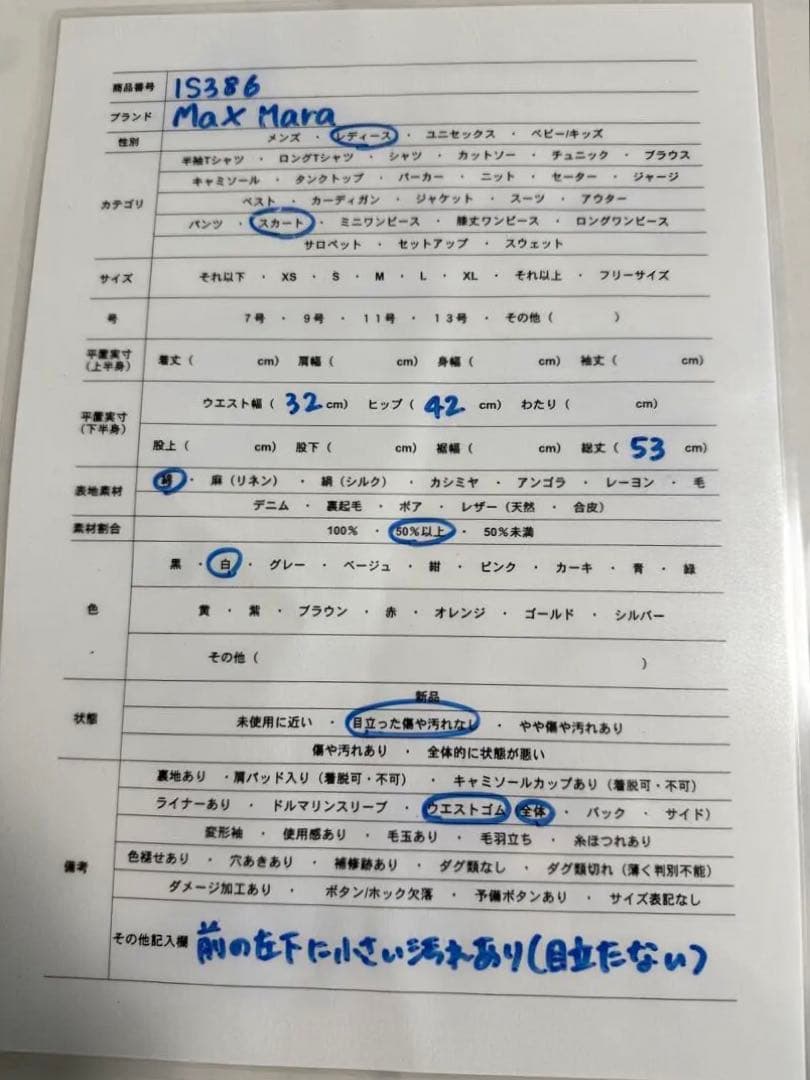 商品番号 1S386
ブランド Max Mara
性別 メンズ ・ レディース ・ ユニセックス ・ ベビー/キッズ
半袖Tシャツ ・ ロングTシャツ ・ シャツ ・ カットソー ・ チュニック ・ ブラウス
キャミソール ・ タンクトップ ・ パーカー ・ ニット ・ セーター ・ ジャージ
カテゴリ ベスト ・ カーディガン ・ ジャケット ・ スーツ ・ アウター
パンツ ・ スカート ・ ミニワンピース ・ 膝丈ワンピース ・ ロングワンピース
サロペット ・ セットアップ ・ スウェット
サイズ それ以下 ・ XS ・ S ・ M ・ L ・ XL ・ それ以上 ・ フリーサイズ
号 7号 ・ 9号 ・ 11号 ・ 13号 ・ その他 ( )
平置実寸 (上半身) 着丈 ( cm) 肩幅 ( cm) 身幅 ( cm) 袖丈 ( cm)
平置実寸 (下半身) ウエスト幅 ( 32 cm) ヒップ ( 42 cm) わたり ( cm)
股上 ( cm) 股下 ( cm) 裾幅 ( cm) 総丈 ( 53 cm)
表地素材 綿 ・ 麻 (リネン) ・ 絹 (シルク) ・ カシミヤ ・ アンゴラ ・ レーヨン ・ 毛
デニム ・ 裏起毛 ・ ボア ・ レザー (天然 ・ 合皮)
素材割合 100% ・ 50%以上 ・ 50%未満
黒 ・ 白 ・ グレー ・ ベージュ ・ 紺 ・ ピンク ・ カーキ ・ 青 ・ 緑
色 黄 ・ 紫 ・ ブラウン ・ 赤 ・ オレンジ ・ ゴールド ・ シルバー
その他 ( )
新品
状態 未使用に近い ・ 目立った傷や汚れなし ・ やや傷や汚れあり
傷や汚れあり ・ 全体的に状態が悪い
裏地あり ・肩パッド入り (着脱可・不可) ・ キャミソールカップあり (着脱可・不可)
ライナーあり ・ ドルマリンスリーブ ・ ウエストゴム (全体 ・ バック ・ サイド)
変形袖 ・ 使用感あり ・ 毛玉あり ・ 毛羽立ち ・ 糸ほつれあり
備考 色褪せあり ・ 穴あきあり ・ 補修跡あり ・ ダグ類なし ・ ダグ類切れ (薄く判別不能)
ダメージ加工あり ・ ボタン/ホック欠落 ・ 予備ボタンあり ・ サイズ表記なし
その他記入欄 前の左下に小さい汚れあり(目立たない)